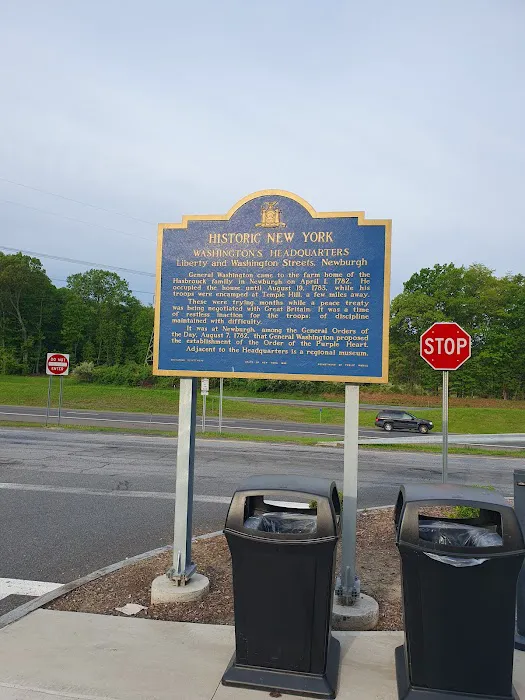 HISTORIC NEW YORK
WASHINGTON'S HEADQUARTERS
Liberty and Washington Streets, Newburgh
General Washington came to the farm home of the
Hasbrouck family in Newburgh on April 1, 1782. He
occupied the home until August 19, 1783, while his
troops were encamped at Temple Hill, a few miles away.
These were trying months while a peace treaty
was being negotiated with Great Britain. It was a time
of restless inaction for the troops, of discipline
maintained with difficulty.
It was at Newburgh, among the General Orders of
the Day, August 7, 1782, that General Washington proposed
the establishment of the Order of the Purple Heart.
Adjacent to the Headquarters is a regional museum.
STOP
DO NOT
ENTER